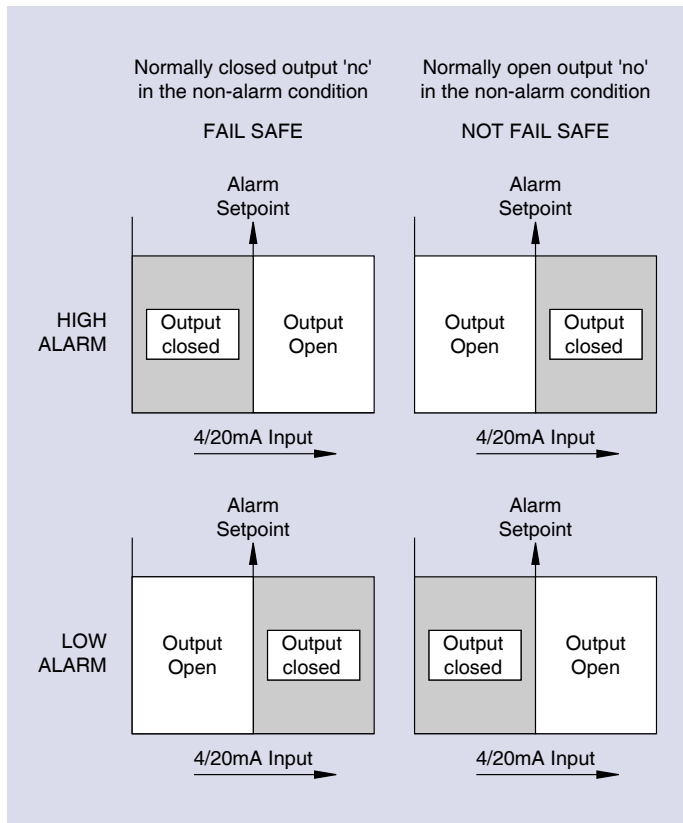 Normally closed output 'nc'
in the non-alarm condition
FAIL SAFE
Normally open output 'no'
in the non-alarm condition
NOT FAIL SAFE
HIGH
ALARM
Alarm
Setpoint
Output
closed
Output
Open
4/20mA Input
Alarm
Setpoint
Output
Open
Output
closed
4/20mA Input
LOW
ALARM
Alarm
Setpoint
Output
Open
Output
closed
4/20mA Input
Alarm
Setpoint
Output
closed
Output
Open
4/20mA Input